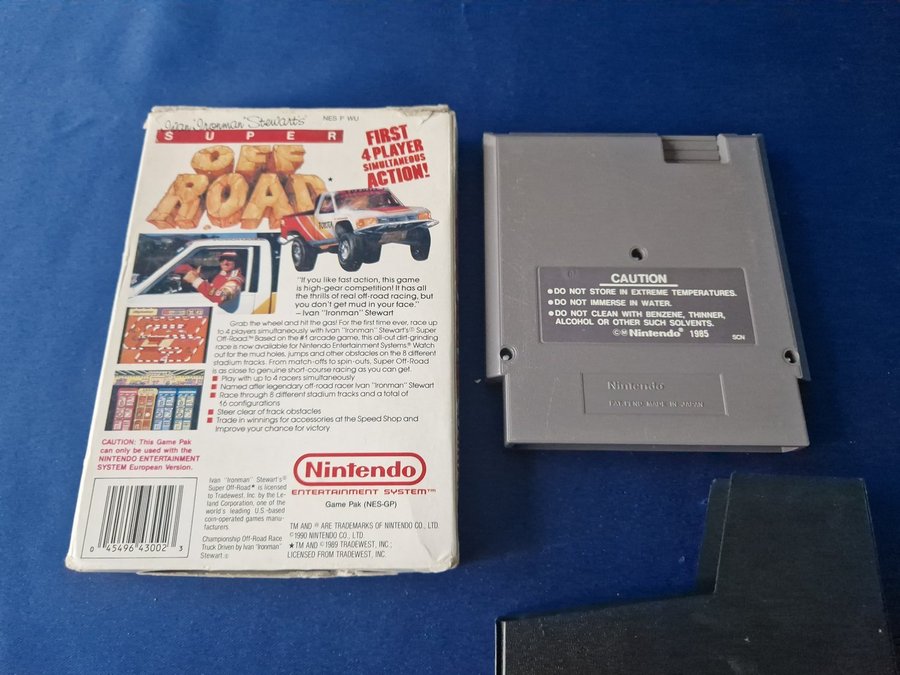 Ivan "Ironman" Stewart's
NES P WU
SUPER
OFF
ROAD
FIRST
4 PLAYER
SIMULTANEOUS
ACTION!
"If you like fast action, this game
is high-gear competition! It has all
the thrills of real off-road racing, but
you don't get mud in your face."
—Ivan "Ironman" Stewart
Grab the wheel and hit the gas! For the first time ever, race up
to 4 players simultaneously with Ivan "Ironman" Stewart's® Super
Off-Road™ Based on the #1 arcade game, this all-out dirt-grinding
race is now available for Nintendo Entertainment Systems.® Watch
out for the mud holes, jumps and other obstacles on the 8 different
stadium tracks. From match-offs to spin-outs, Super Off-Road
is as close to genuine short-course racing as you can get.
■ Play with up to 4 racers simultaneously
■ Named after legendary off-road racer Ivan "Ironman" Stewart
■ Race through 8 different stadium tracks and a total of
16 configurations
■ Steer clear of track obstacles
■ Trade in winnings for accessories at the Speed Shop and
Improve your chance for victory
CAUTION: This Game Pak
can only be used with the
NINTENDO ENTERTAINMENT
SYSTEM European Version.
Nintendo®
ENTERTAINMENT SYSTEM™
Game Pak (NES-GP)
Ivan "Ironman" Stewart's®
Super Off-Road® is licensed
to Tradewest, Inc. by the Le-
land Corporation, one of the
world's leading U.S.-based
coin-operated games manu-
facturers.
Championship Off-Road Race
Truck Driven by Ivan "Ironman"
Stewart
TM AND ® ARE TRADEMARKS OF NINTENDO CO., LTD.
©1990 NINTENDO CO., LTD.
★TM AND ©1989 TRADEWEST, INC.;
LICENSED FROM TRADEWEST, INC.
0 45496 43002 3
CAUTION
●DO NOT STORE IN EXTREME TEMPERATURES.
●DO NOT IMMERSE IN WATER.
●DO NOT CLEAN WITH BENZENE, THINNER,
ALCOHOL OR OTHER SUCH SOLVENTS.
©Nintendo® 1985
SCN
Nintendo
PAT.PEND MADE IN JAPAN